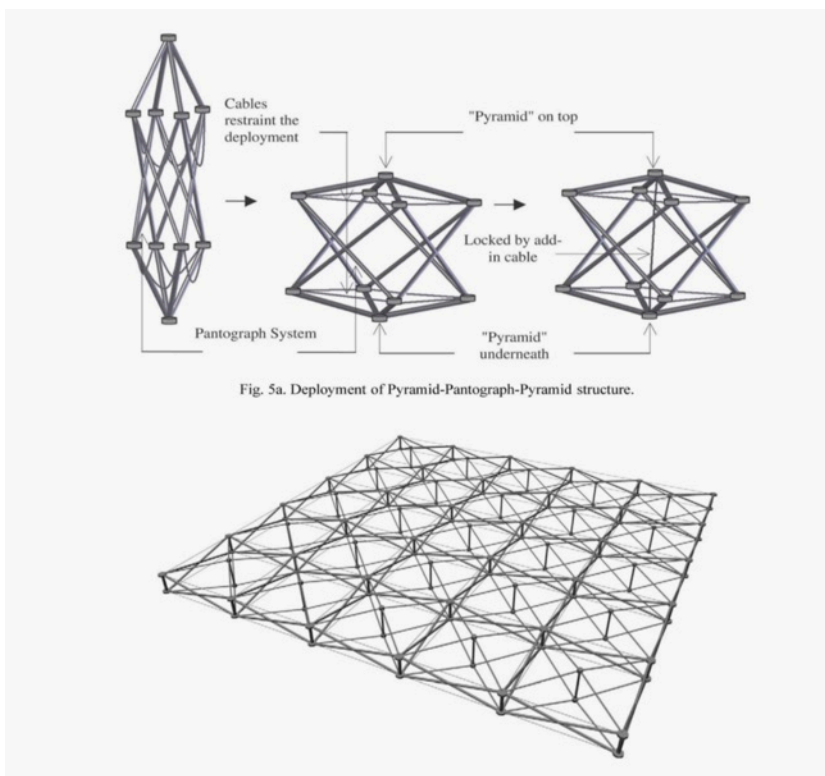 Cables
restraint the
deployment
"Pyramid" on top
Locked by add-
in cable
Pantograph System
"Pyramid"
underneath
Fig. 5a. Deployment of Pyramid-Pantograph-Pyramid structure.